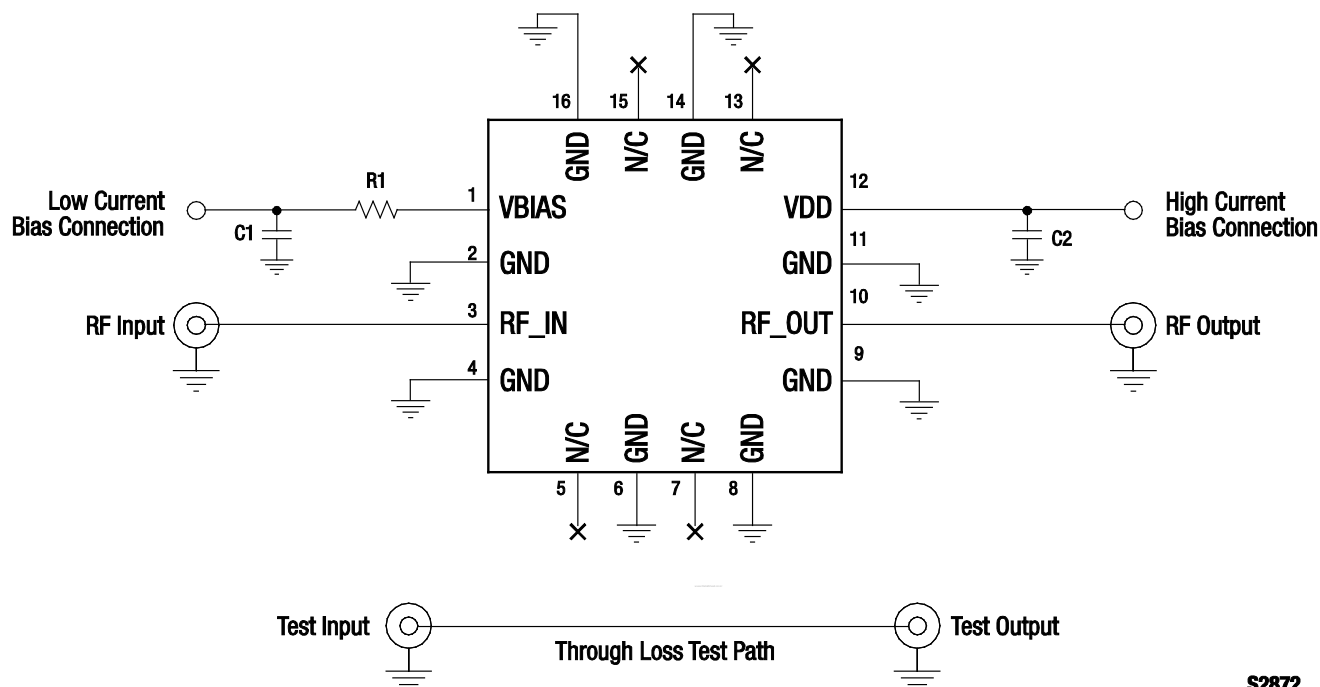 16
15
14
13
GND
N/C
GND
N/C
Low Current
Bias Connection
R1
C1
1
VBIAS
12
VDD
High Current
Bias Connection
C2
2
GND
11
GND
RF Input
3
RF_IN
10
RF_OUT
RF Output
4
GND
9
GND
N/C
GND
N/C
GND
5
6
7
8
Test Input
Through Loss Test Path
Test Output
S2872